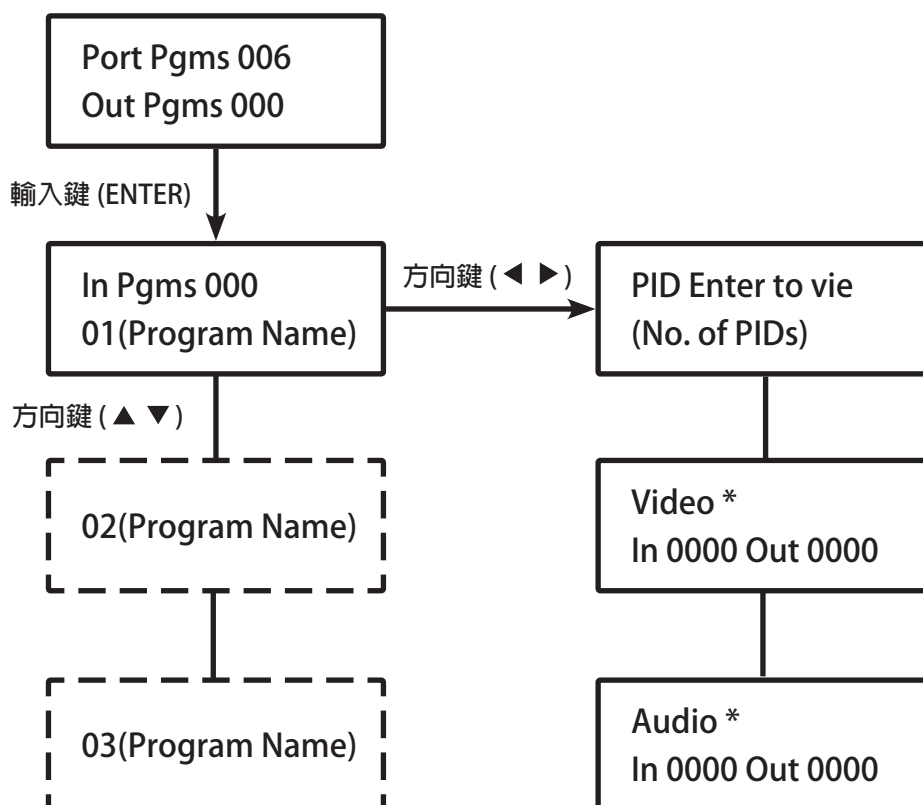 Port Pgms 006
Out Pgms 000
輸入鍵 (ENTER)
In Pgms 000
01(Program Name)
方向鍵 (◀ ▶)
PID Enter to vie
(No. of PIDs)
方向鍵 (▲ ▼)
02(Program Name)
Video *
In 0000 Out 0000
03(Program Name)
Audio *
In 0000 Out 0000